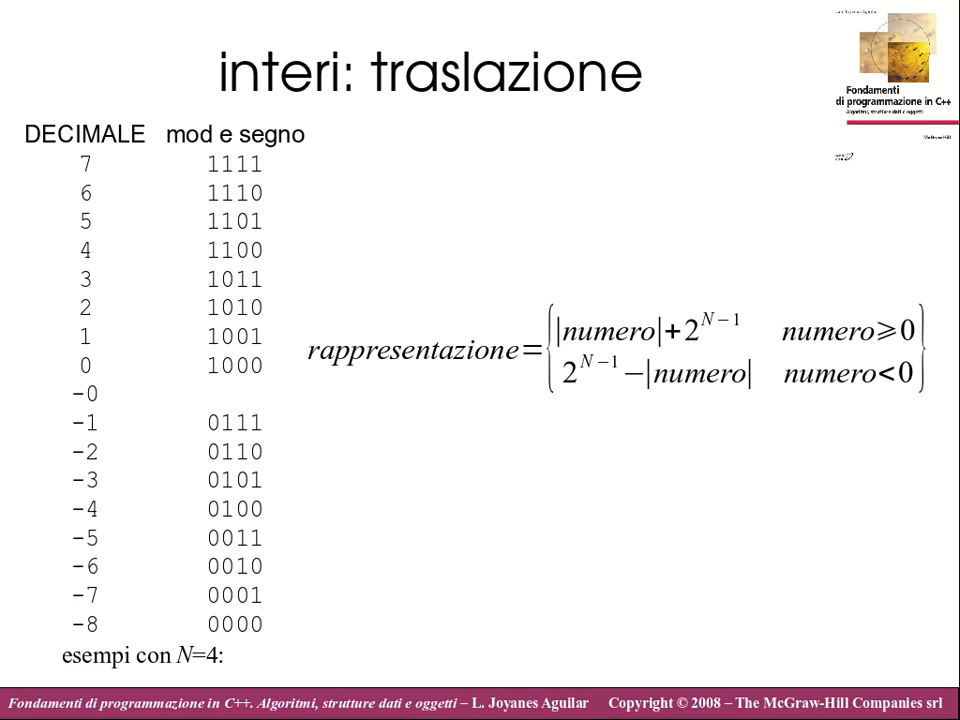 interi: traslazione
Fondamenti
di programmazione in C++
Algoritmi, strutture dati e oggetti
DECIMALE mod e segno
7 1111
6 1110
5 1101
4 1100
3 1011
2 1010
1 1001
0 1000
-0
-1 0111
-2 0110
-3 0101
-4 0100
-5 0011
-6 0010
-7 0001
-8 0000
rappresentazione={|numero|+2^{N−1} numero⩾0
2^{N−1}−|numero| numero<0}
esempi con N=4:
Fondamenti di programmazione in C++. Algoritmi, strutture dati e oggetti – L. Joyanes Aguilar Copyright © 2008 – The McGraw-Hill Companies srl